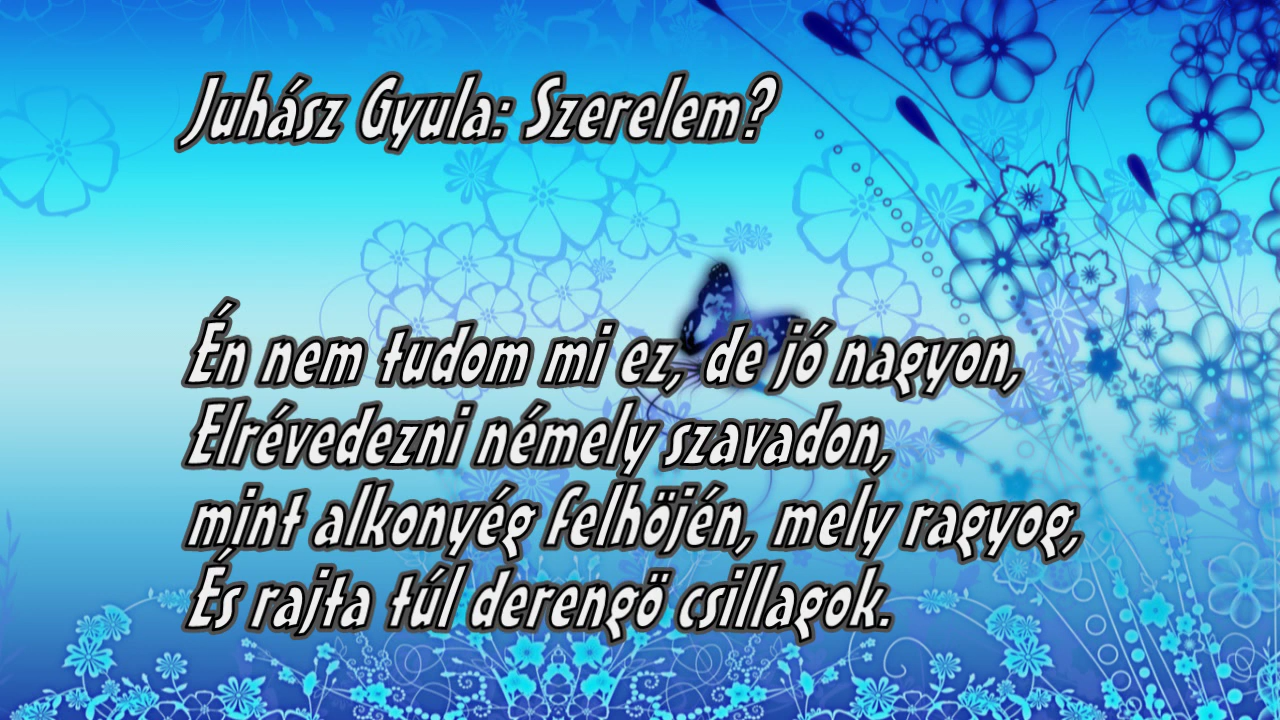 Juhász Gyula: Szerelem?
Én nem tudom mi ez, de jó nagyon,
Elrévedezni némely szavadon,
mint alkonyég felhöjén, mely ragyog,
És rajta túl derengö csillagok.